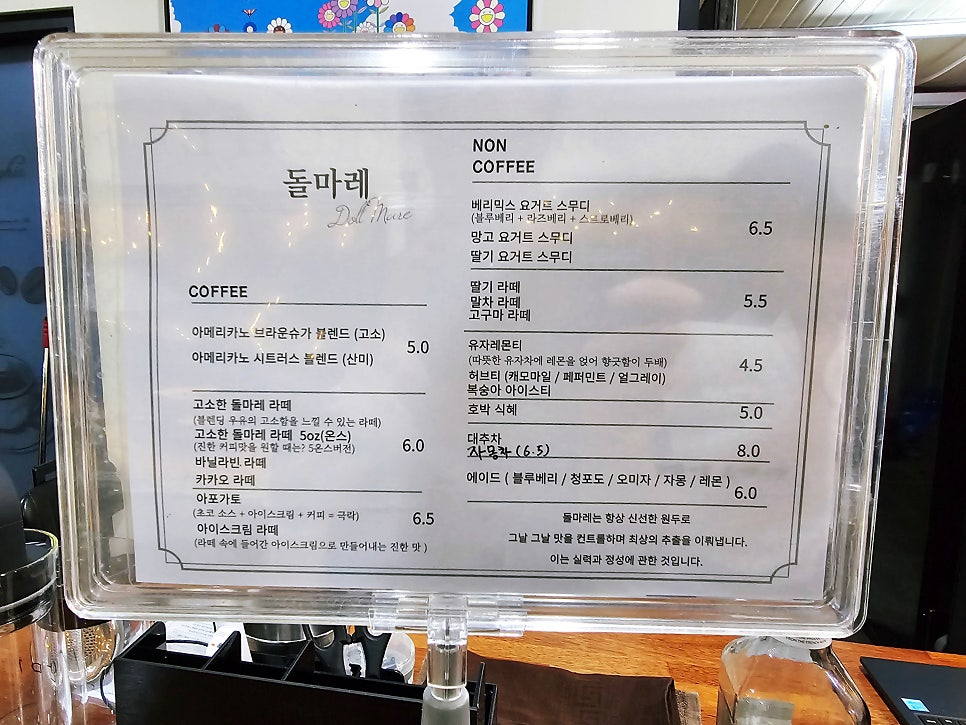 돌마레
Doll Mare
COFFEE
아메리카노 브라운슈가 블렌드 (고소)
아메리카노 시트러스 블렌드 (산미)
5.0
고소한 돌마레 라떼
(블렌딩 우유의 고소함을 느낄 수 있는 라떼)
고소한 돌마레 라떼 5oz(온스)
(진한 커피맛을 원할 때는? 5온스버전)
바닐라빈 라떼
카카오 라떼
6.0
아포가토
(초코 소스 + 아이스크림 + 커피 = 극락)
아이스크림 라떼
(라떼 속에 들어간 아이스크림으로 만들어내는 진한 맛 )
6.5
NON
COFFEE
베리믹스 요거트 스무디
(블루베리 + 라즈베리 + 스트로베리)
망고 요거트 스무디
딸기 요거트 스무디
6.5
딸기 라떼
말차 라떼
고구마 라떼
5.5
유자레몬티
(따뜻한 유자차에 레몬을 얹어 향긋함이 두배)
허브티 (캐모마일 / 페퍼민트 / 얼그레이)
복숭아 아이스티
4.5
호박 식혜
5.0
대추차
8.0
자몽차 (6.5)
에이드 ( 블루베리 / 청포도 / 오미자 / 자몽 / 레몬 )
6.0
돌마레는 항상 신선한 원두로
그날 그날 맛을 컨트롤하며 최상의 추출을 이뤄냅니다.
이는 실력과 정성에 관한 것입니다.